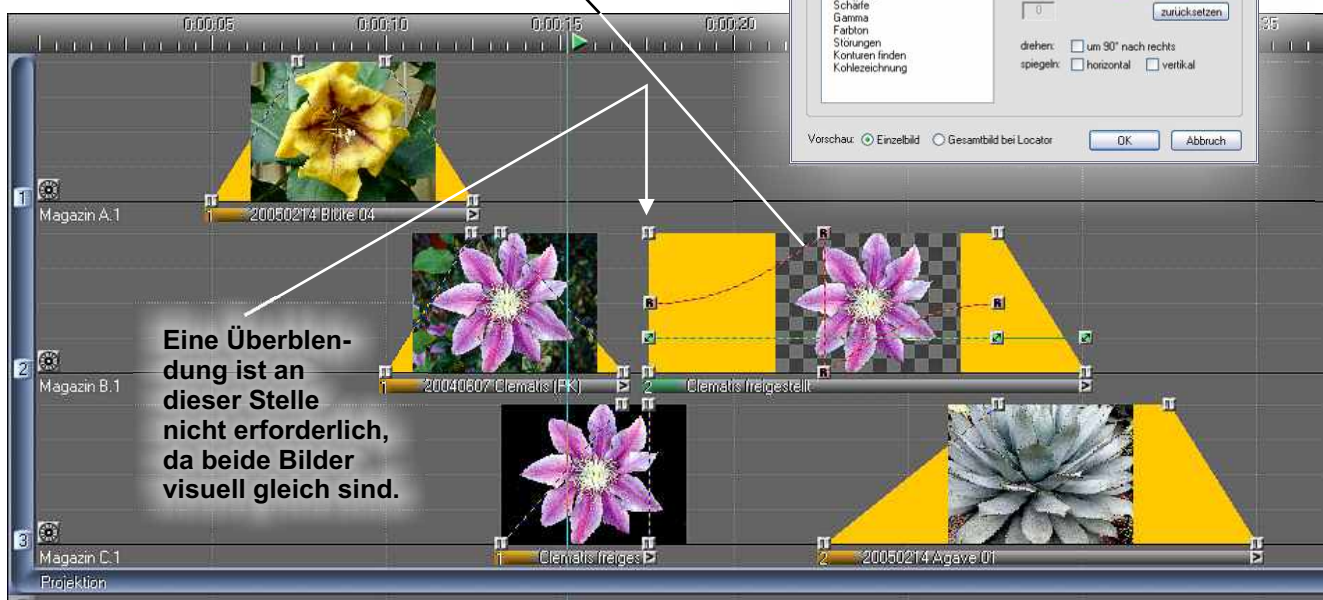 0:00:05 0:00:10 0:00:15 0:00:20 35
Schärfe
Gamma
Farbton
Störungen
Konturen finden
Kohlezeichnung
0 zurücksetzen
drehen: um 90° nach rechts
spiegeln: horizontal vertikal
Vorschau: Einzelbild Gesamtbild bei Locator OK Abbruch
1
Magazin A.1 1 20050214 Blüte 04
R
R R
Eine Überblen-
dung ist an
dieser Stelle
nicht erforderlich,
da beide Bilder
visuell gleich sind.
R
2
Magazin B.1 1 20040607 Clematis (FK) 2 Clematis freigestellt
3
Magazin C.1 1 Clematis freiges 2 20050214 Agave 01
Projektion